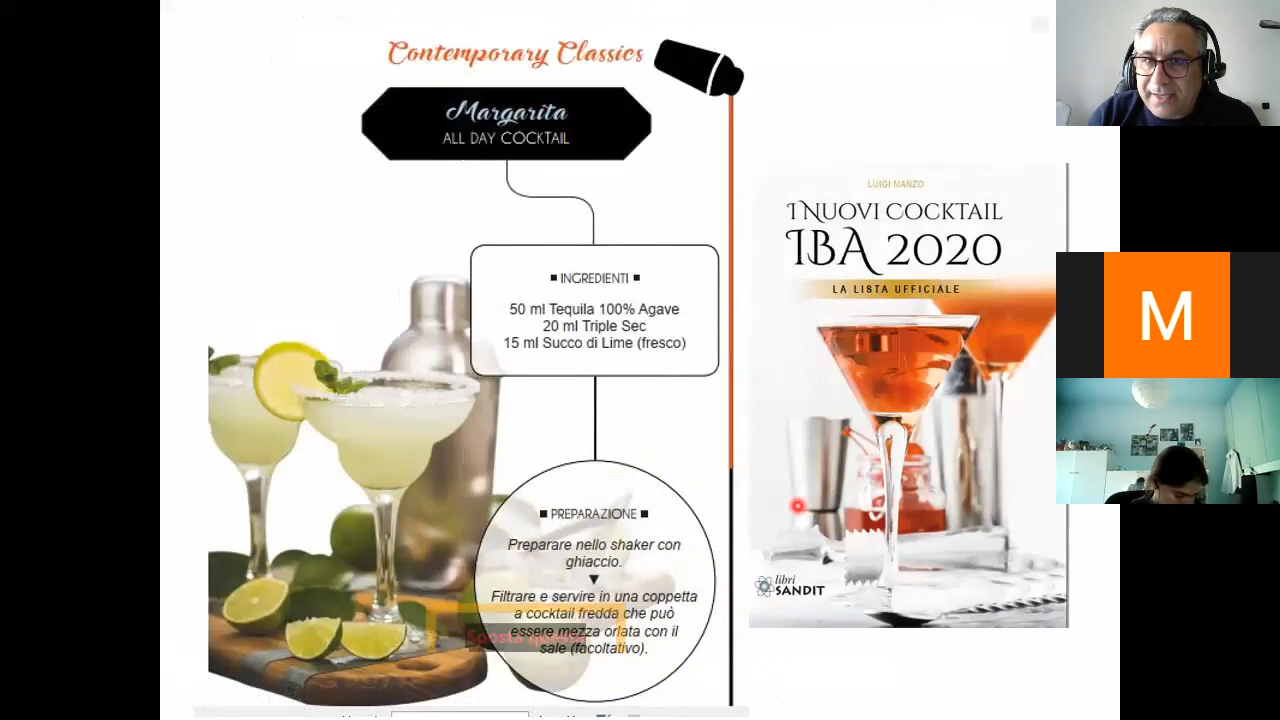 Contemporary Classics
Margarita
ALL DAY COCKTAIL
■ INGREDIENTI ■
50 ml Tequila 100% Agave
20 ml Triple Sec
15 ml Succo di Lime (fresco)
■ PREPARAZIONE ■
Preparare nello shaker con
ghiaccio.
▼
Filtrare e servire in una coppetta
a cocktail fredda che può
essere mezza orlata con il
sale (facoltativo).
Sposta questa
LUIGI MANZO
I NUOVI COCKTAIL
IBA 2020
LA LISTA UFFICIALE
libri
SANDIT
M